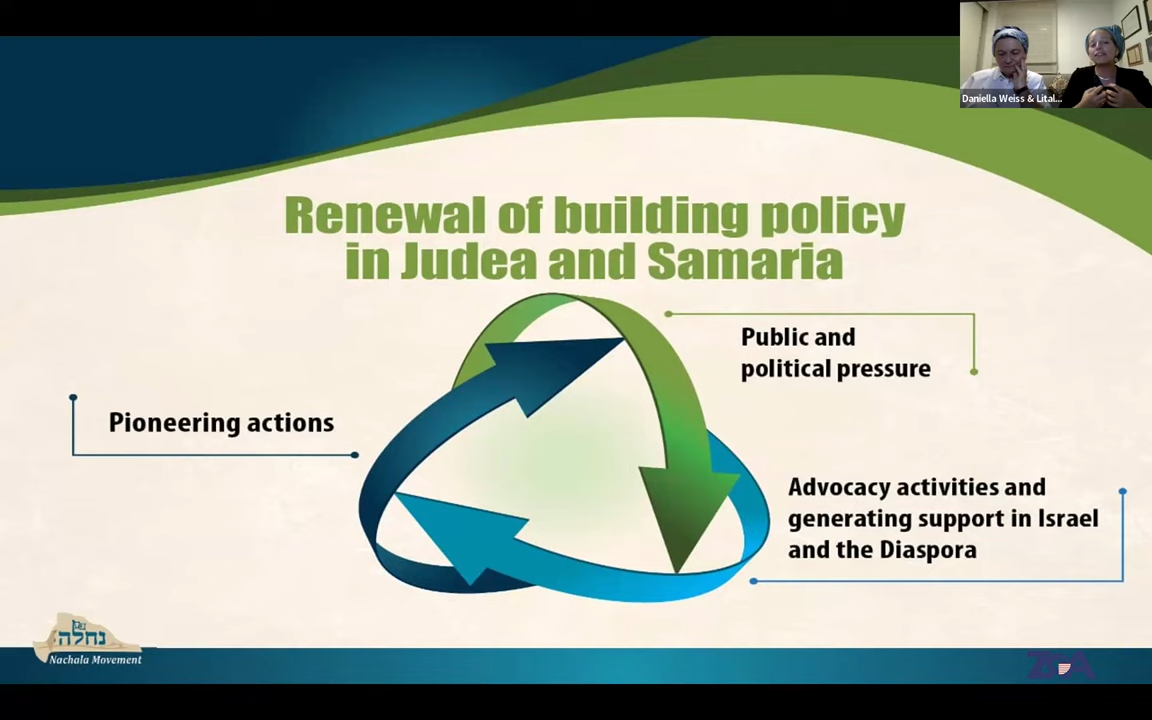 Daniella Weiss & Lital...
Renewal of building policy
in Judea and Samaria
Public and
political pressure
Pioneering actions
Advocacy activities and
generating support in Israel
and the Diaspora
נחלה
Nachala Movement
ZOA